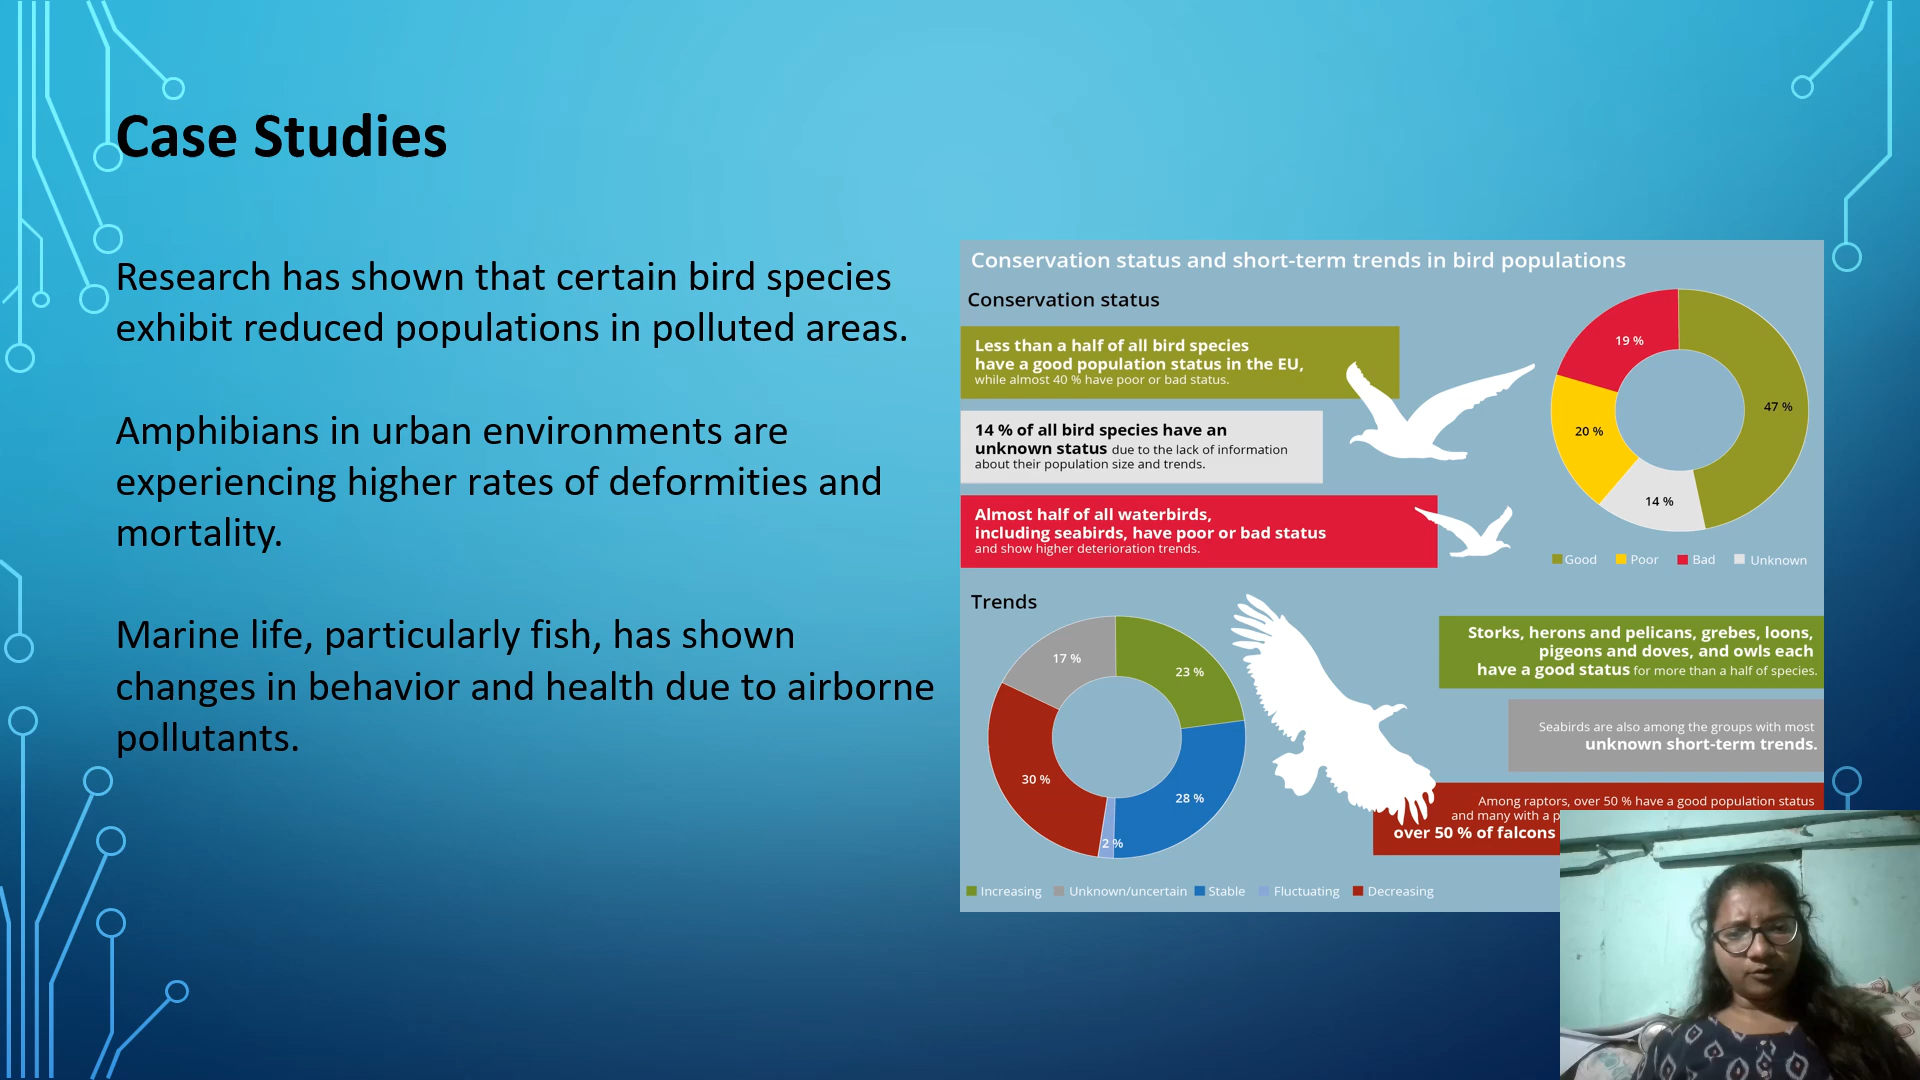 Case Studies
Research has shown that certain bird species
exhibit reduced populations in polluted areas.
Amphibians in urban environments are
experiencing higher rates of deformities and
mortality.
Marine life, particularly fish, has shown
changes in behavior and health due to airborne
pollutants.
Conservation status and short-term trends in bird populations
Conservation status
Less than a half of all bird species
have a good population status in the EU,
while almost 40 % have poor or bad status.
14 % of all bird species have an
unknown status due to the lack of information
about their population size and trends.
Almost half of all waterbirds,
including seabirds, have poor or bad status
and show higher deterioration trends.
19 %
47 %
20 %
14 %
Good Poor Bad Unknown
Trends
17 %
23 %
30 %
28 %
2 %
Storks, herons and pelicans, grebes, loons,
pigeons and doves, and owls each
have a good status for more than a half of species.
Seabirds are also among the groups with most
unknown short-term trends.
Among raptors, over 50 % have a good population status
and many with a
over 50 % of falcons
Increasing Unknown/uncertain Stable Fluctuating Decreasing